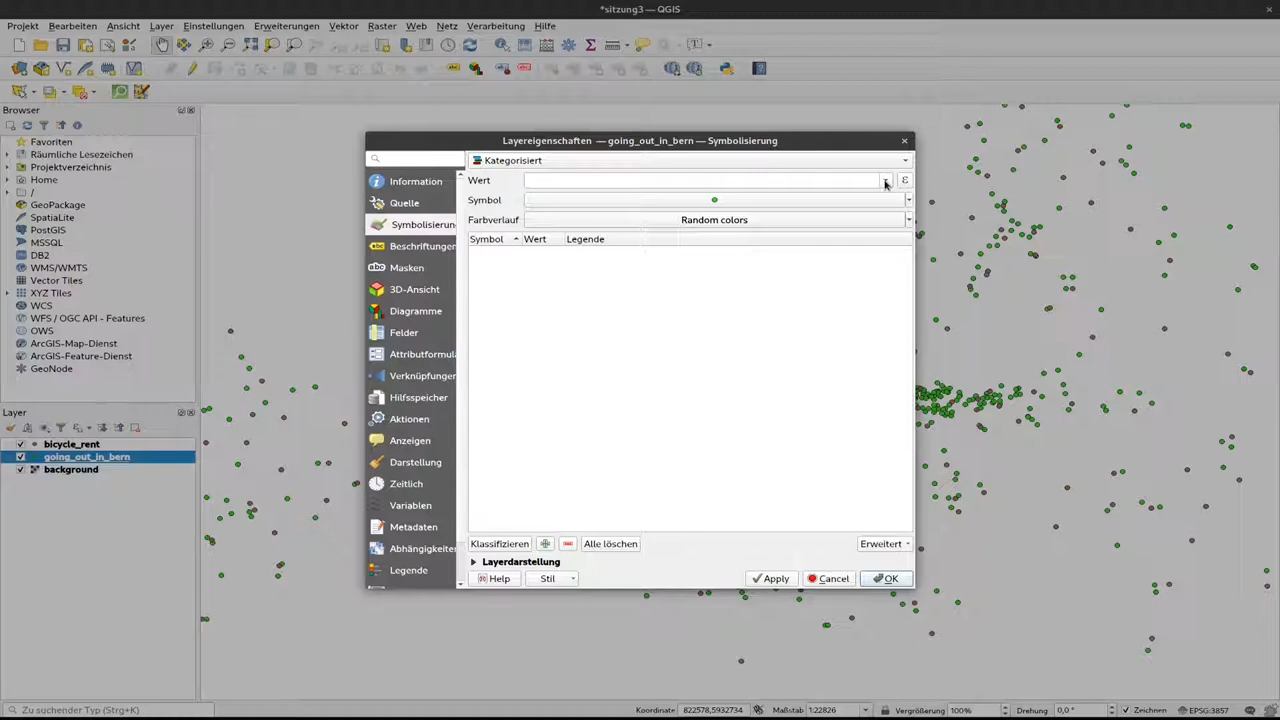 *sitzung3 — QGIS
Projekt Bearbeiten Ansicht Layer Einstellungen Erweiterungen Vektor Raster Web Netz Verarbeitung Hilfe
Browser
Favoriten
Räumliche Lesezeichen
Projektverzeichnis
Home
/
GeoPackage
SpatiaLite
PostGIS
MSSQL
DB2
WMS/WMTS
Vector Tiles
XYZ Tiles
WCS
WFS / OGC API - Features
OWS
ArcGIS-Map-Dienst
ArcGIS-Feature-Dienst
GeoNode
Layer
bicycle_rent
going_out_in_bern
background
Layereigenschaften — going_out_in_bern — Symbolisierung
Information
Quelle
Symbolisierun
Beschriftungen
Masken
3D-Ansicht
Diagramme
Felder
Attributformula
Verknüpfungen
Hilfsspeicher
Aktionen
Anzeigen
Darstellung
Zeitlich
Variablen
Metadaten
Abhängigkeite
Legende
Kategorisiert
Wert ε
Symbol
Farbverlauf Random colors
Symbol Wert Legende
Klassifizieren Alle löschen Erweitert
Layerdarstellung
Help Stil Apply Cancel OK
Zu suchender Typ (Strg+K) Koordinate 822578,5932734 Maßstab 1:22826 Vergrößerung 100% Drehung 0,0 ° Zeichnen EPSG:3857